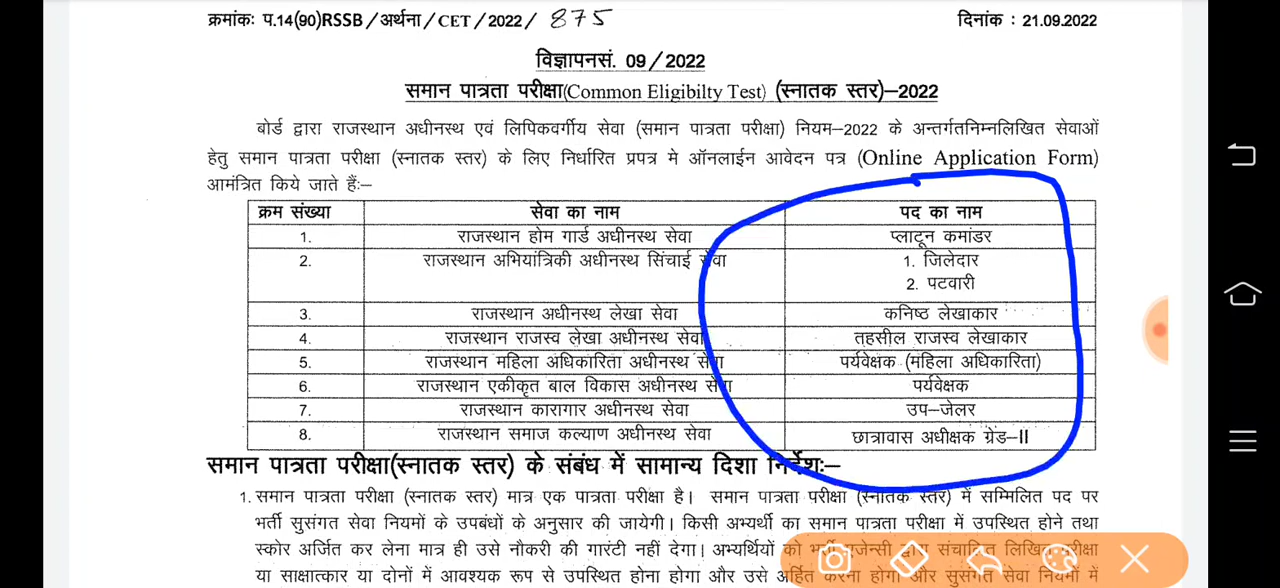 क्रमांकः प.14(90)RSSB/अर्थना/CET/2022/ 875 दिनांक : 21.09.2022
विज्ञापनसं. 09/2022
समान पात्रता परीक्षा(Common Eligibilty Test) (स्नातक स्तर)–2022
बोर्ड द्वारा राजस्थान अधीनस्थ एवं लिपिकवर्गीय सेवा (समान पात्रता परीक्षा) नियम–2022 के अन्तर्गतनिम्नलिखित सेवाओं
हेतु समान पात्रता परीक्षा (स्नातक स्तर) के लिए निर्धारित प्रपत्र मे ऑनलाईन आवेदन पत्र (Online Application Form)
आमंत्रित किये जाते हैंः–
क्रम संख्या सेवा का नाम पद का नाम
1. राजस्थान होम गार्ड अधीनस्थ सेवा प्लाटून कमांडर
2. राजस्थान अभियांत्रिकी अधीनस्थ सिंचाई सेवा 1. जिलेदार
2. पटवारी
3. राजस्थान अधीनस्थ लेखा सेवा कनिष्ठ लेखाकार
4. राजस्थान राजस्व लेखा अधीनस्थ सेवा तहसील राजस्व लेखाकार
5. राजस्थान महिला अधिकारिता अधीनस्थ सेवा पर्यवेक्षक (महिला अधिकारिता)
6. राजस्थान एकीकृत बाल विकास अधीनस्थ सेवा पर्यवेक्षक
7. राजस्थान कारागार अधीनस्थ सेवा उप–जेलर
8. राजस्थान समाज कल्याण अधीनस्थ सेवा छात्रावास अधीक्षक ग्रेड–II
समान पात्रता परीक्षा(स्नातक स्तर) के संबंध में सामान्य दिशा निर्देशः–
1. समान पात्रता परीक्षा (स्नातक स्तर) मात्र एक पात्रता परीक्षा है। समान पात्रता परीक्षा (स्नातक स्तर) में सम्मिलित पद पर
भर्ती सुसंगत सेवा नियमों के उपबंधों के अनुसार की जायेगी। किसी अभ्यर्थी का समान पात्रता परीक्षा में उपस्थित होने तथा
स्कोर अर्जित कर लेना मात्र ही उसे नौकरी की गारंटी नहीं देगा। अभ्यर्थियों को द्वारा संचालित लिखित परीक्षा
या साक्षात्कार या दोनों में आवश्यक रूप से उपस्थित होना होगा और उसे अर्हित करना होगा और सुसंगत सेवा नियमों में